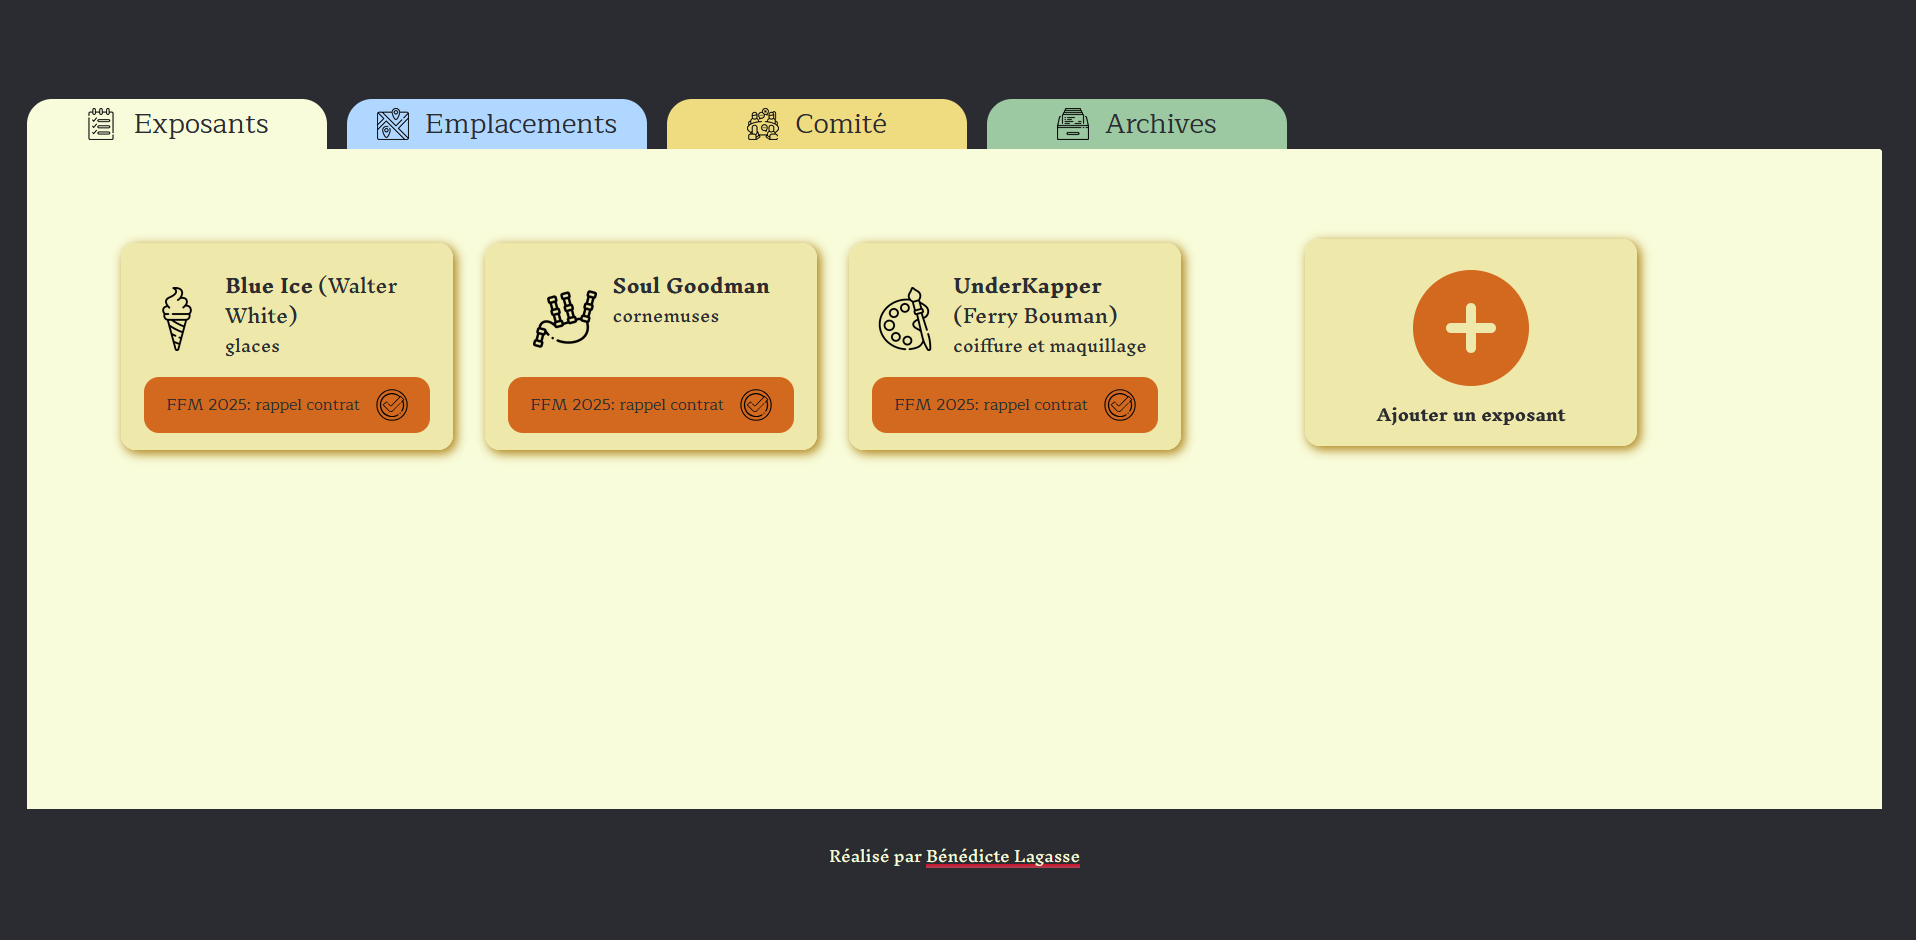 Exposants
Emplacements
Comité
Archives
Blue Ice (Walter
White)
glaces
FFM 2025: rappel contrat
Soul Goodman
cornemuses
FFM 2025: rappel contrat
UnderKapper
(Ferry Bouman)
coiffure et maquillage
FFM 2025: rappel contrat
Ajouter un exposant
Réalisé par Bénédicte Lagasse